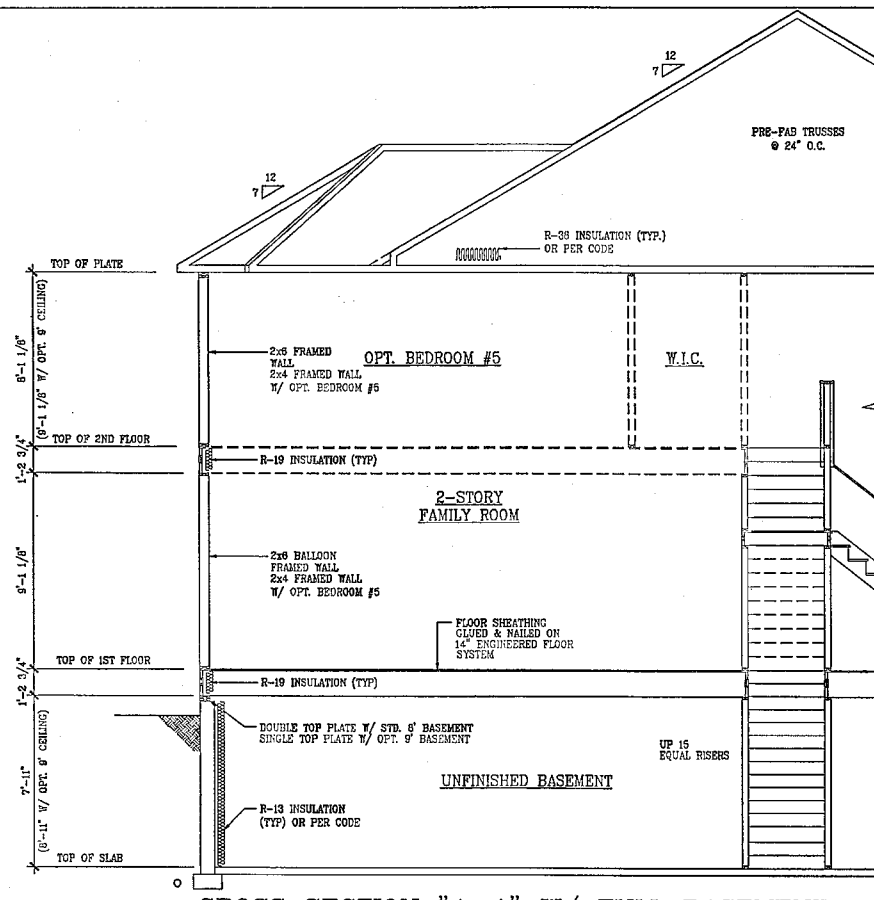 12
7
PRE-FAB TRUSSES
@ 24" O.C.
12
7
R-38 INSULATION (TYP.)
OR PER CODE
TOP OF PLATE
8'-1 1/8"
(9'-1 1/8" W/ OPT. 9' CEILING)
2x6 FRAMED
WALL
2x4 FRAMED WALL
W/ OPT. BEDROOM #5
OPT. BEDROOM #5
W.I.C.
TOP OF 2ND FLOOR
1'-2 3/4"
R-19 INSULATION (TYP)
2-STORY
FAMILY ROOM
9'-1 1/8"
2x6 BALLOON
FRAMED WALL
2x4 FRAMED WALL
W/ OPT. BEDROOM #5
FLOOR SHEATHING
GLUED & NAILED ON
14" ENGINEERED FLOOR
SYSTEM
TOP OF 1ST FLOOR
1'-2 3/4"
R-19 INSULATION (TYP)
DOUBLE TOP PLATE W/ STD. 8' BASEMENT
SINGLE TOP PLATE W/ OPT. 9' BASEMENT
UP 15
EQUAL RISERS
7'-11"
(8'-11" W/ OPT. 9' CEILING)
UNFINISHED BASEMENT
R-13 INSULATION
(TYP) OR PER CODE
TOP OF SLAB